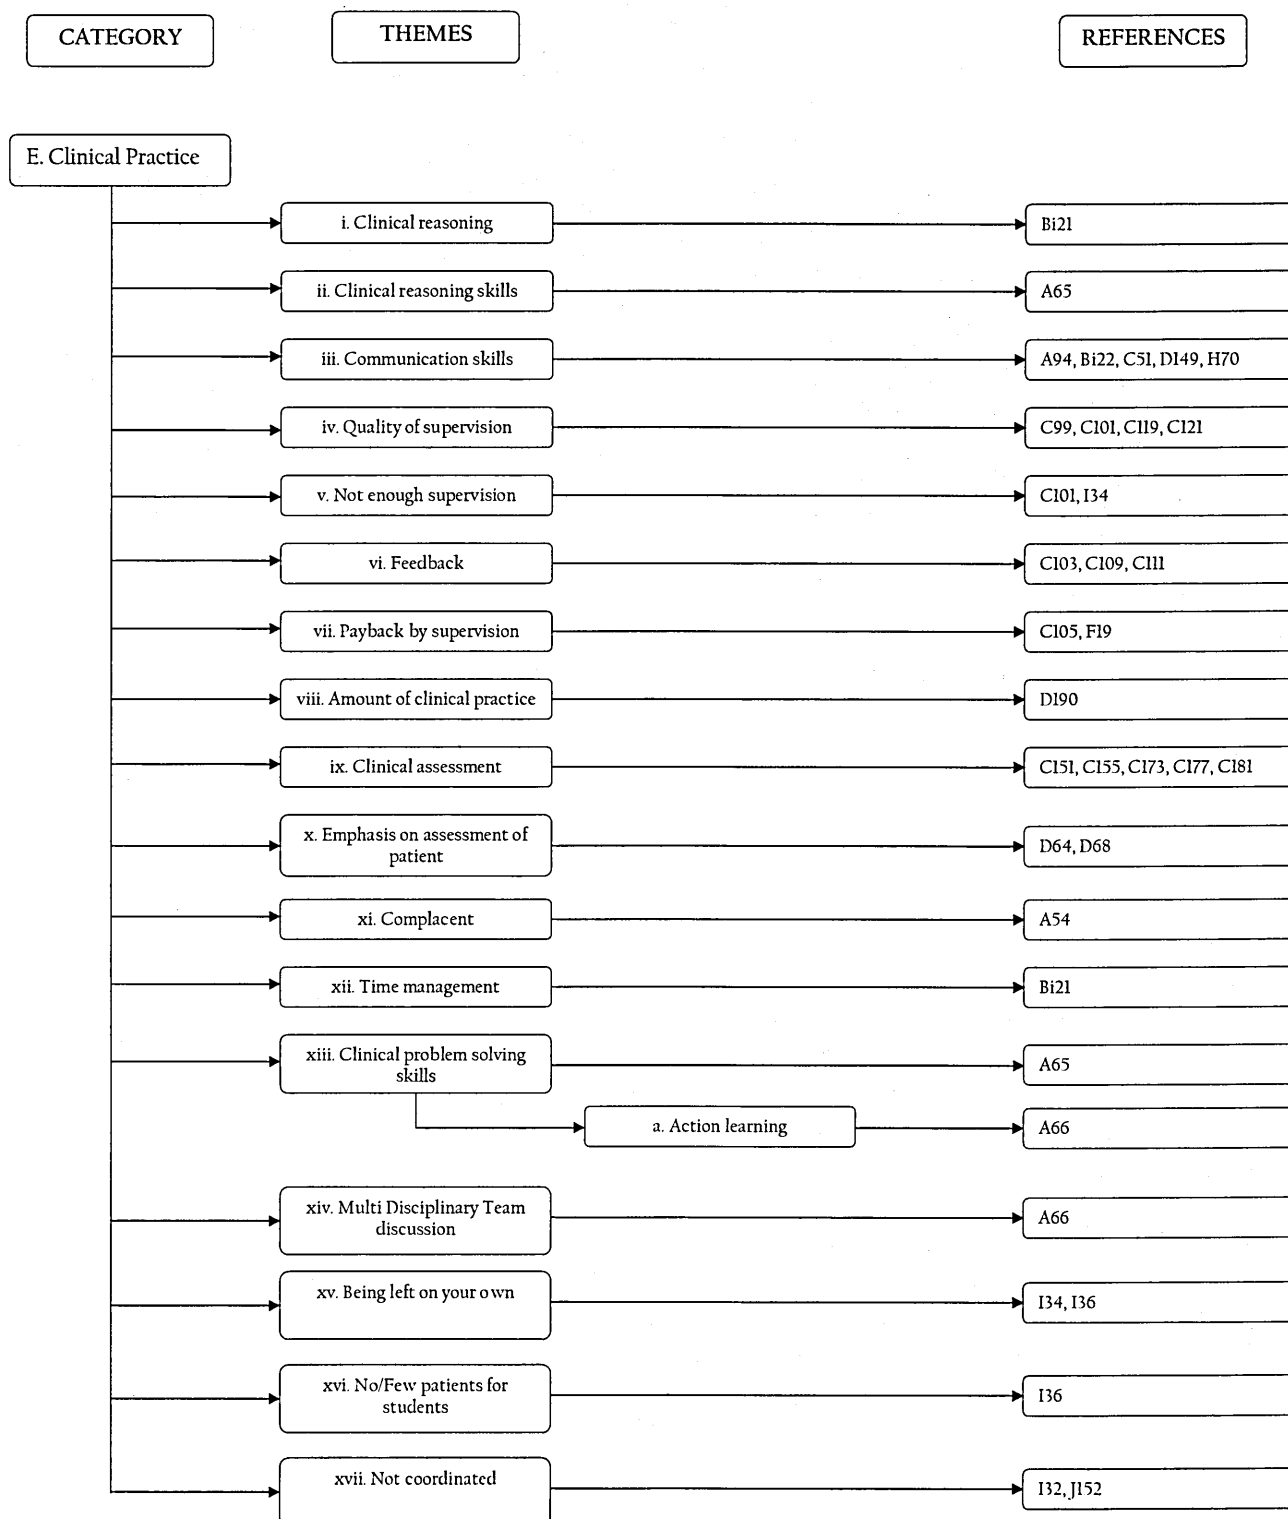 CATEGORY
THEMES
REFERENCES
E. Clinical Practice
i. Clinical reasoning
Bi21
ii. Clinical reasoning skills
A65
iii. Communication skills
A94, Bi22, C51, D149, H70
iv. Quality of supervision
C99, C101, C119, C121
v. Not enough supervision
C101, I34
vi. Feedback
C103, C109, C111
vii. Payback by supervision
C105, F19
viii. Amount of clinical practice
D190
ix. Clinical assessment
C151, C155, C173, C177, C181
x. Emphasis on assessment of
patient
D64, D68
xi. Complacent
A54
xii. Time management
Bi21
xiii. Clinical problem solving
skills
A65
a. Action learning
A66
xiv. Multi Disciplinary Team
discussion
A66
xv. Being left on your own
I34, I36
xvi. No/Few patients for
students
I36
xvii. Not coordinated
I32, J152